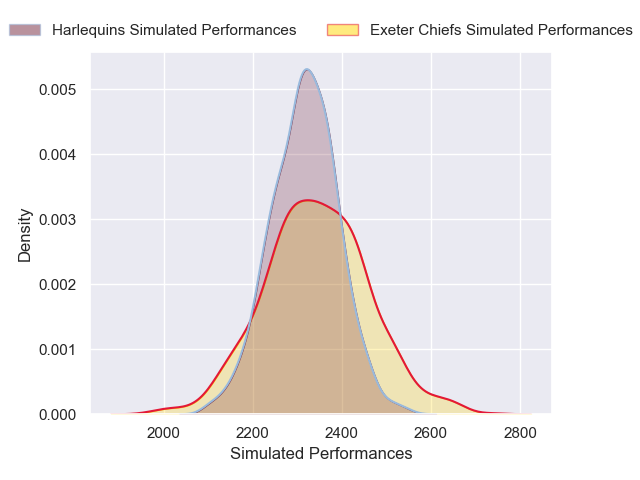 Harlequins Simulated Performances Exeter Chiefs Simulated Performances
0.005
0.004
0.003
0.002
0.001
0.000
Density
2000 2200 2400 2600 2800
Simulated Performances